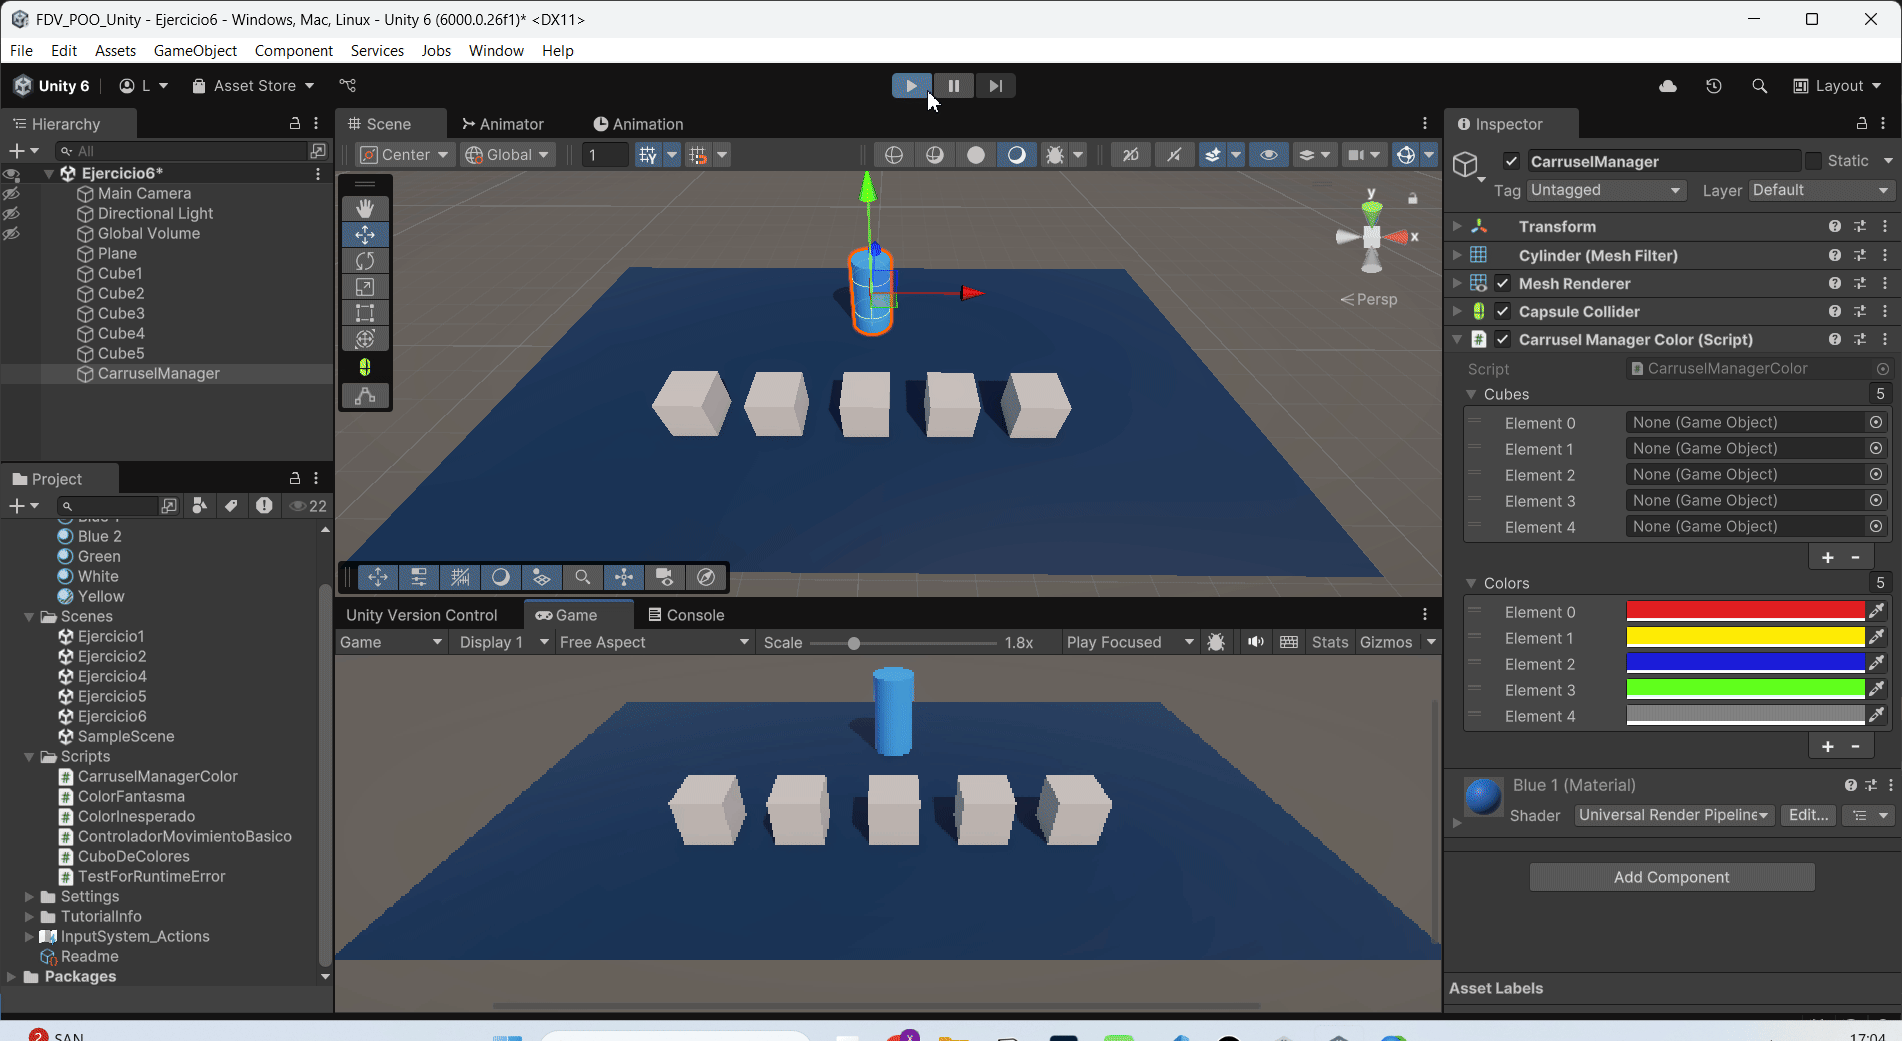 FDV_POO_Unity - Ejercicio6 - Windows, Mac, Linux - Unity 6 (6000.0.26f1)* <DX11>
File Edit Assets GameObject Component Services Jobs Window Help
Unity 6 L Asset Store Layout
Hierarchy
All
Ejercicio6*
Main Camera
Directional Light
Global Volume
Plane
Cube1
Cube2
Cube3
Cube4
Cube5
CarruselManager
Project
22
Blue 2
Green
White
Yellow
Scenes
Ejercicio1
Ejercicio2
Ejercicio4
Ejercicio5
Ejercicio6
SampleScene
Scripts
CarruselManagerColor
ColorFantasma
ColorInesperado
ControladorMovimientoBasico
CuboDeColores
TestForRuntimeError
Settings
TutorialInfo
InputSystem_Actions
Readme
Packages
Scene Animator Animation
Center Global 1 2D
y
x
Persp
Unity Version Control Game Console
Game Display 1 Free Aspect Scale 1.8x Play Focused Stats Gizmos
Inspector
CarruselManager Static
Tag Untagged Layer Default
Transform
Cylinder (Mesh Filter)
Mesh Renderer
Capsule Collider
# Carrusel Manager Color (Script)
Script CarruselManagerColor
Cubes 5
Element 0 None (Game Object)
Element 1 None (Game Object)
Element 2 None (Game Object)
Element 3 None (Game Object)
Element 4 None (Game Object)
+ -
Colors 5
Element 0
Element 1
Element 2
Element 3
Element 4
+ -
Blue 1 (Material)
Shader Universal Render Pipeline Edit...
Add Component
Asset Labels
2 SAN
17:04